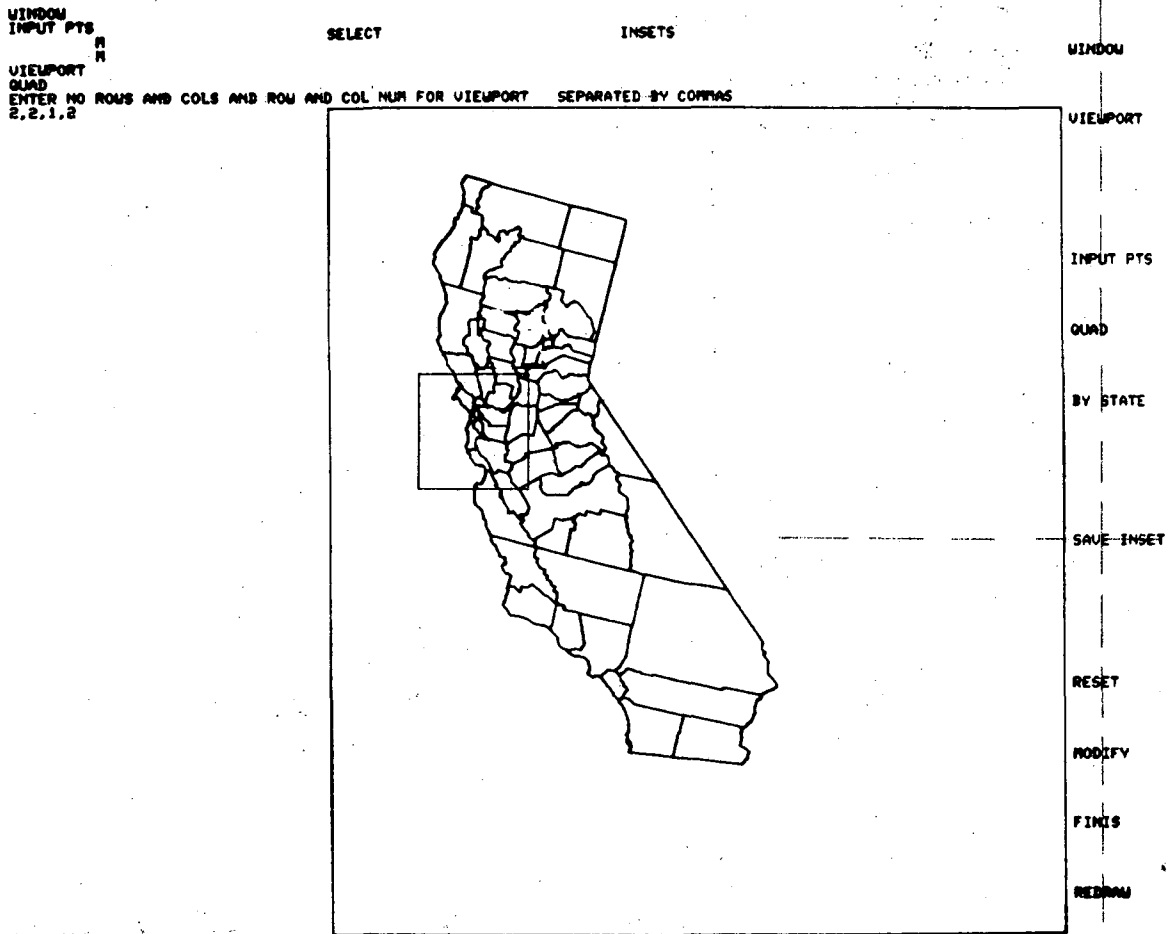 WINDOW
INPUT PTS
M
M
VIEWPORT
QUAD
ENTER NO ROWS AND COLS AND ROW AND COL NUM FOR VIEWPORT SEPARATED BY COMMAS
2,2,1,2
SELECT INSETS
WINDOW
VIEWPORT
INPUT PTS
QUAD
BY STATE
SAVE INSET
RESET
MODIFY
FINIS
REDRAW